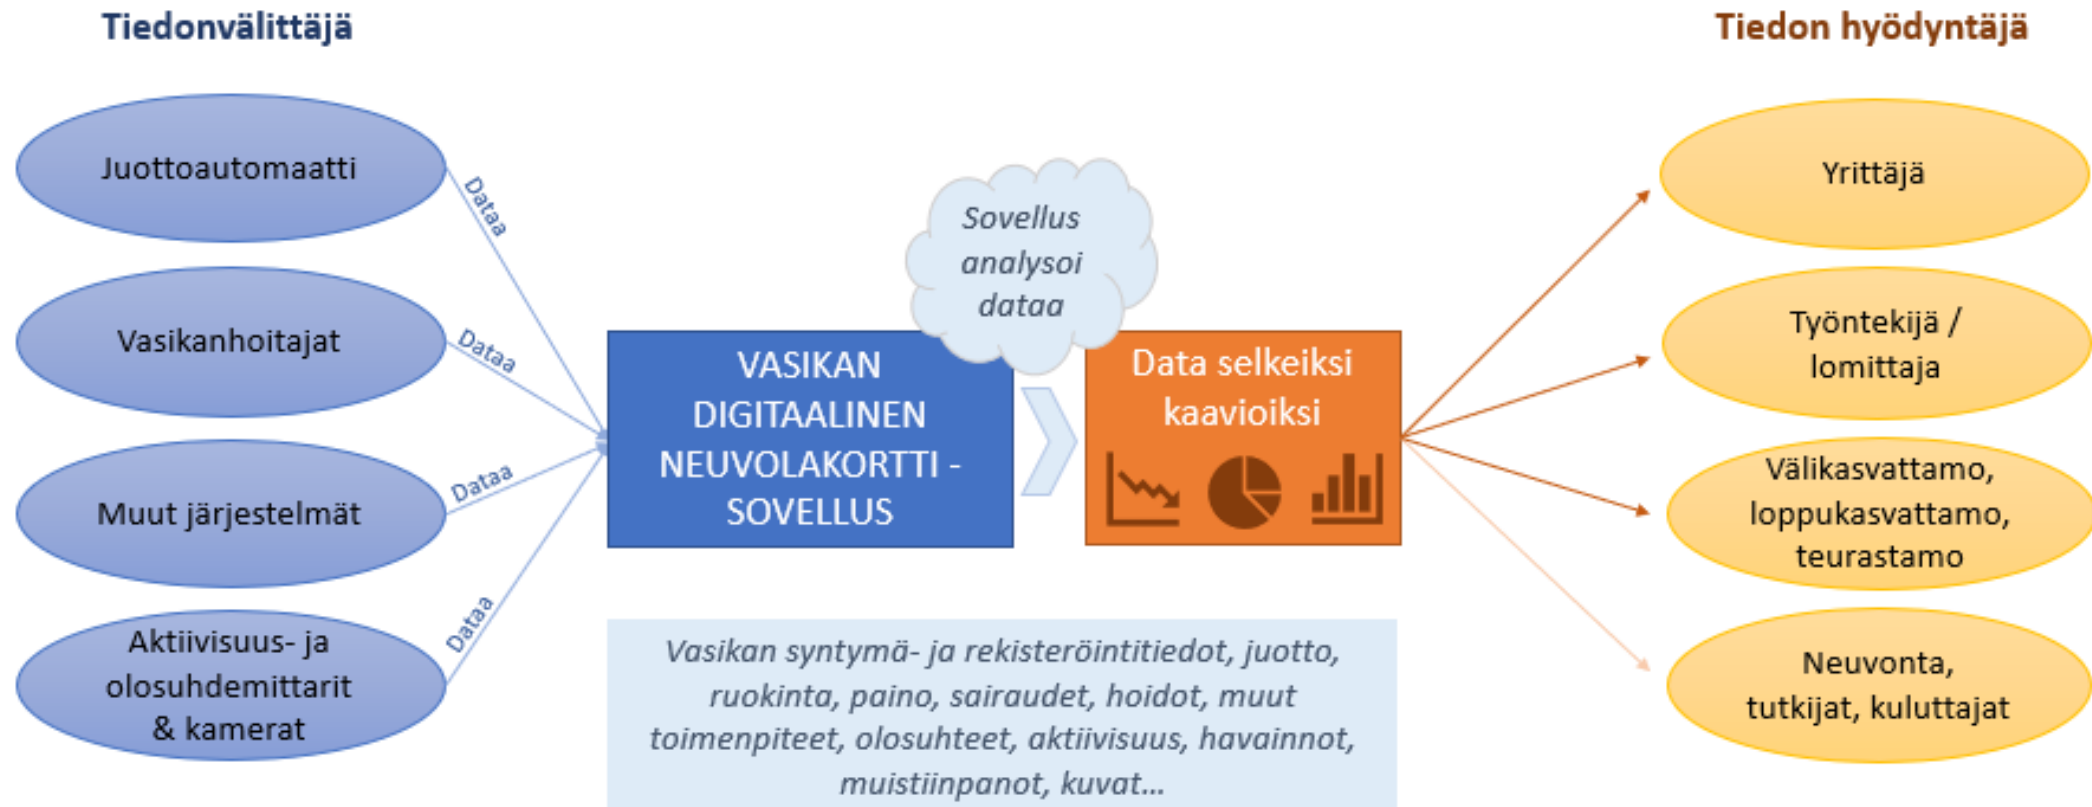 Tiedonvälittäjä
Juottoautomaatti
Vasikanhoitajat
Muut järjestelmät
Aktiivisuus- ja
olosuhdemittarit
& kamerat
Dataa
Dataa
Dataa
Dataa
VASIKAN
DIGITAALINEN
NEUVOLAKORTTI -
SOVELLUS
Sovellus
analysoi
dataa
Data selkeiksi
kaavioiksi
Vasikan syntymä- ja rekisteröintitiedot, juotto,
ruokinta, paino, sairaudet, hoidot, muut
toimenpiteet, olosuhteet, aktiivisuus, havainnot,
muistiinpanot, kuvat...
Tiedon hyödyntäjä
Yrittäjä
Työntekijä /
lomittaja
Välikasvattamo,
loppukasvattamo,
teurastamo
Neuvonta,
tutkijat, kuluttajat